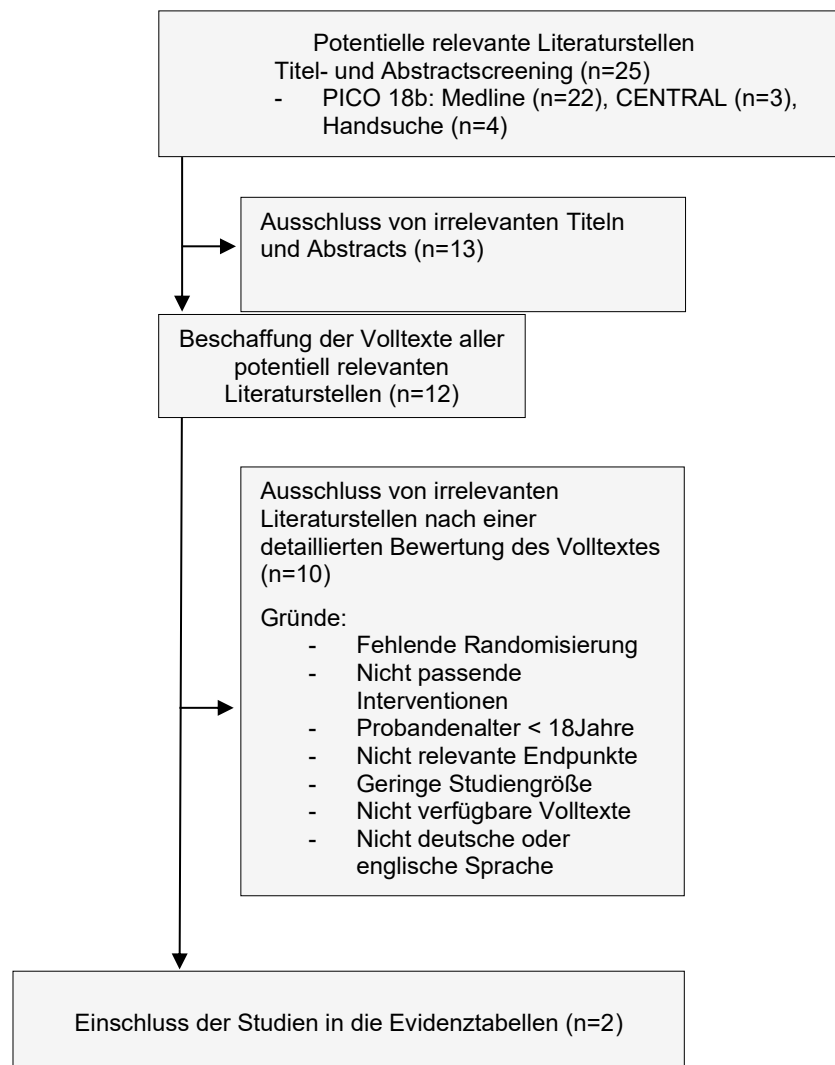 Potentielle relevante Literaturstellen
Titel- und Abstractscreening (n=25)
- PICO 18b: Medline (n=22), CENTRAL (n=3),
Handsuche (n=4)
Ausschluss von irrelevanten Titeln
und Abstracts (n=13)
Beschaffung der Volltexte aller
potentiell relevanten
Literaturstellen (n=12)
Ausschluss von irrelevanten
Literaturstellen nach einer
detaillierten Bewertung des Volltextes
(n=10)
Gründe:
- Fehlende Randomisierung
- Nicht passende
Interventionen
- Probandenalter < 18Jahre
- Nicht relevante Endpunkte
- Geringe Studiengröße
- Nicht verfügbare Volltexte
- Nicht deutsche oder
englische Sprache
Einschluss der Studien in die Evidenztabellen (n=2)